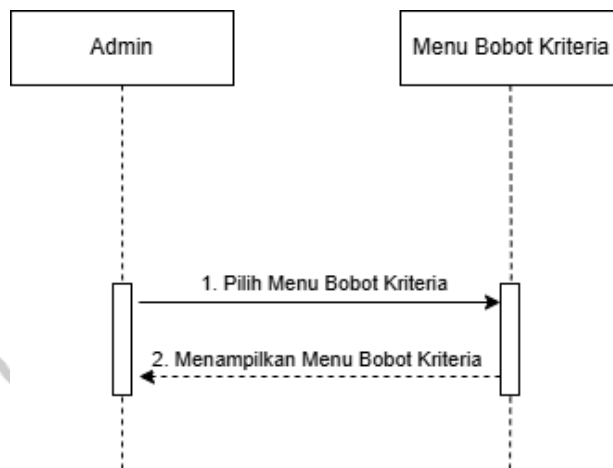 Admin
Menu Bobot Kriteria
1. Pilih Menu Bobot Kriteria
2. Menampilkan Menu Bobot Kriteria